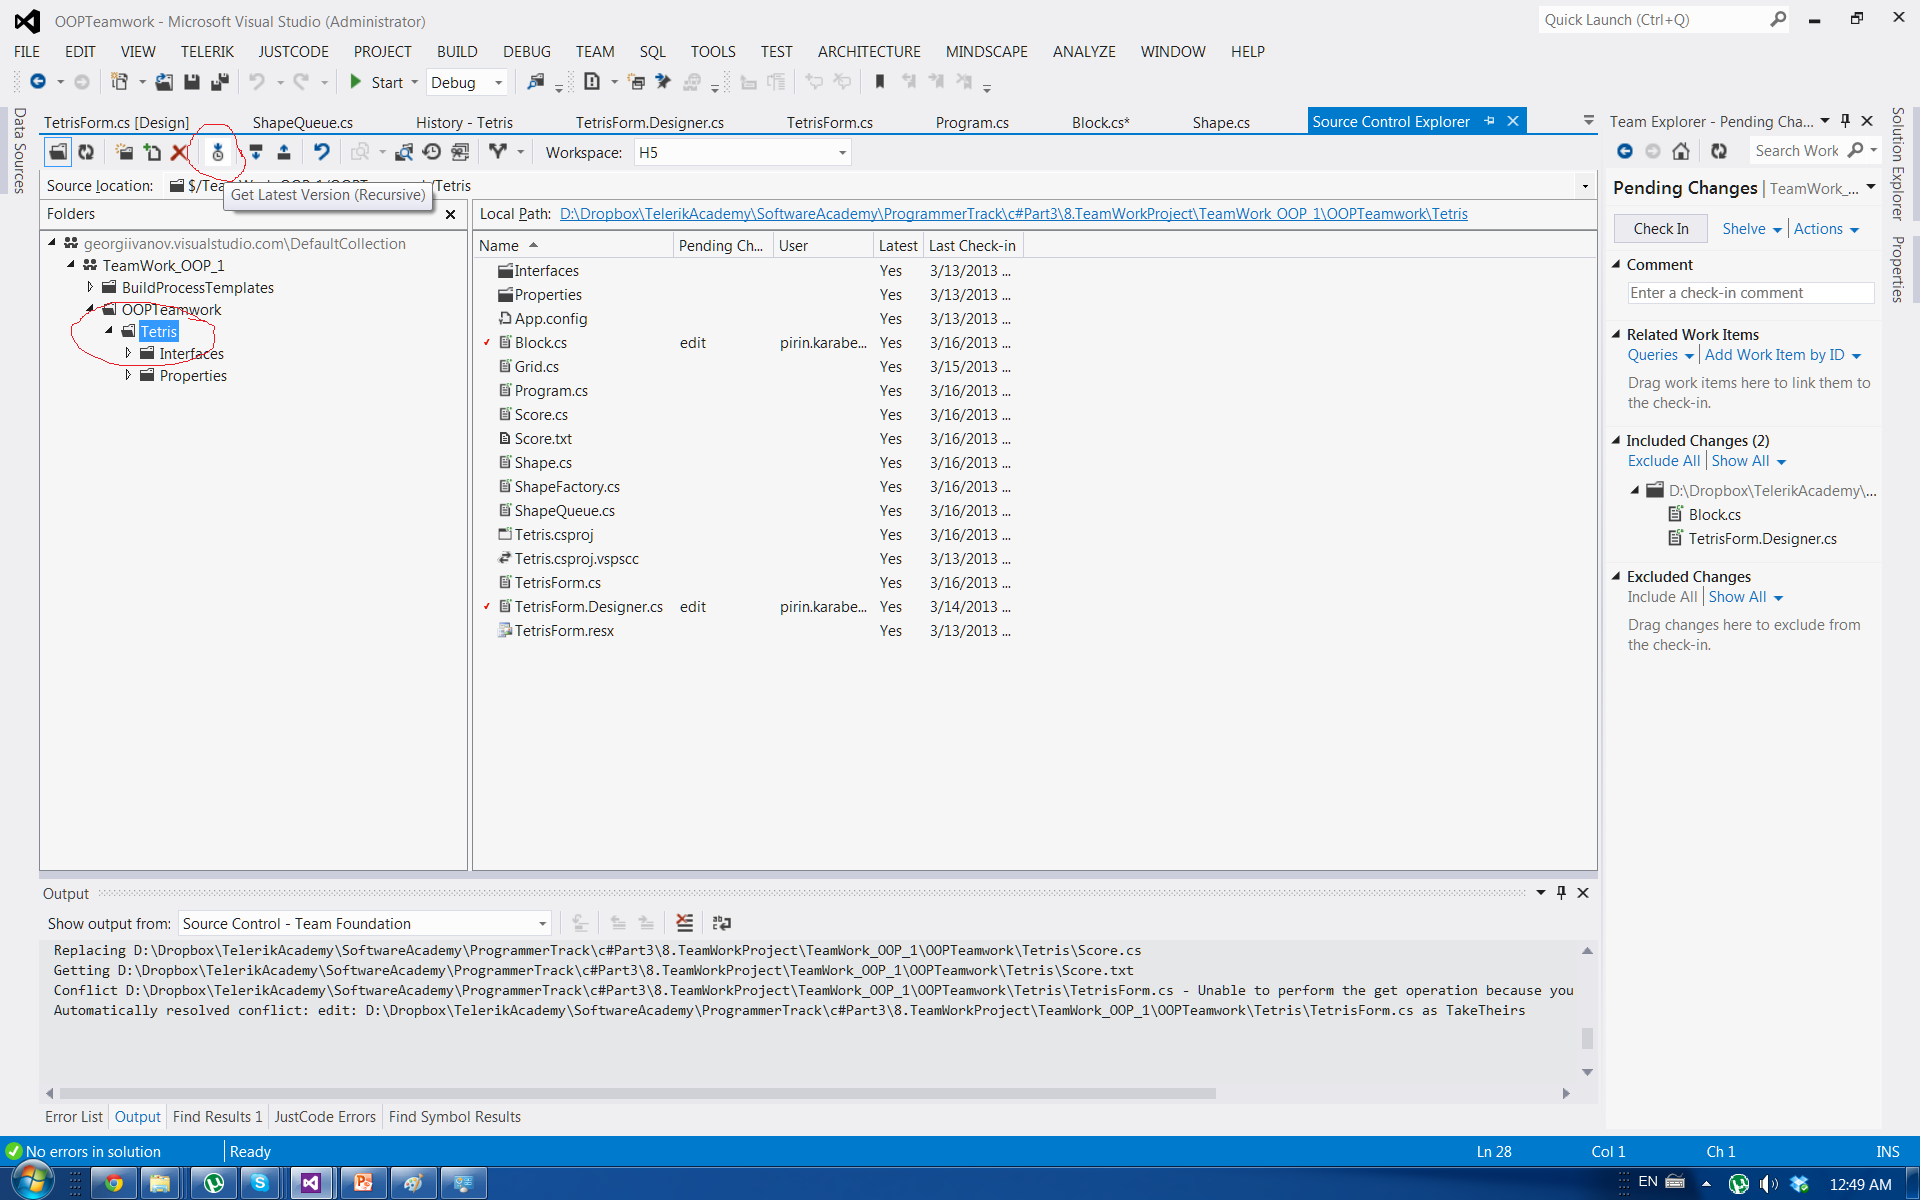 OOPTeamwork - Microsoft Visual Studio (Administrator)
Quick Launch (Ctrl+Q)
FILE EDIT VIEW TELERIK JUSTCODE PROJECT BUILD DEBUG TEAM SQL TOOLS TEST ARCHITECTURE MINDSCAPE ANALYZE WINDOW HELP
Start Debug
Data Sources
TetrisForm.cs [Design] ShapeQueue.cs History - Tetris TetrisForm.Designer.cs TetrisForm.cs Program.cs Block.cs* Shape.cs Source Control Explorer
Workspace: H5
Source location: $/Tea /Tetris
Get Latest Version (Recursive)
Folders
georgiivanov.visualstudio.com\DefaultCollection
TeamWork_OOP_1
BuildProcessTemplates
OOPTeamwork
Tetris
Interfaces
Properties
Local Path: D:\Dropbox\TelerikAcademy\SoftwareAcademy\ProgrammerTrack\c#Part3\8.TeamWorkProject\TeamWork_OOP_1\OOPTeamwork\Tetris
Name Pending Ch... User Latest Last Check-in
Interfaces Yes 3/13/2013 ...
Properties Yes 3/13/2013 ...
App.config Yes 3/13/2013 ...
Block.cs edit pirin.karabe... Yes 3/16/2013 ...
Grid.cs Yes 3/15/2013 ...
Program.cs Yes 3/16/2013 ...
Score.cs Yes 3/16/2013 ...
Score.txt Yes 3/16/2013 ...
Shape.cs Yes 3/16/2013 ...
ShapeFactory.cs Yes 3/16/2013 ...
ShapeQueue.cs Yes 3/16/2013 ...
Tetris.csproj Yes 3/16/2013 ...
Tetris.csproj.vspscc Yes 3/13/2013 ...
TetrisForm.cs Yes 3/16/2013 ...
TetrisForm.Designer.cs edit pirin.karabe... Yes 3/14/2013 ...
TetrisForm.resx Yes 3/13/2013 ...
Team Explorer - Pending Cha...
Search Work
Pending Changes | TeamWork_...
Check In Shelve Actions
Comment
Enter a check-in comment
Related Work Items
Queries Add Work Item by ID
Drag work items here to link them to
the check-in.
Included Changes (2)
Exclude All Show All
D:\Dropbox\TelerikAcademy\...
Block.cs
TetrisForm.Designer.cs
Excluded Changes
Include All Show All
Drag changes here to exclude from
the check-in.
Solution Explorer
Properties
Output
Show output from: Source Control - Team Foundation
Replacing D:\Dropbox\TelerikAcademy\SoftwareAcademy\ProgrammerTrack\c#Part3\8.TeamWorkProject\TeamWork_OOP_1\OOPTeamwork\Tetris\Score.cs
Getting D:\Dropbox\TelerikAcademy\SoftwareAcademy\ProgrammerTrack\c#Part3\8.TeamWorkProject\TeamWork_OOP_1\OOPTeamwork\Tetris\Score.txt
Conflict D:\Dropbox\TelerikAcademy\SoftwareAcademy\ProgrammerTrack\c#Part3\8.TeamWorkProject\TeamWork_OOP_1\OOPTeamwork\Tetris\TetrisForm.cs - Unable to perform the get operation because you
Automatically resolved conflict: edit: D:\Dropbox\TelerikAcademy\SoftwareAcademy\ProgrammerTrack\c#Part3\8.TeamWorkProject\TeamWork_OOP_1\OOPTeamwork\Tetris\TetrisForm.cs as TakeTheirs
Error List Output Find Results 1 JustCode Errors Find Symbol Results
No errors in solution Ready Ln 28 Col 1 Ch 1 INS
EN 12:49 AM